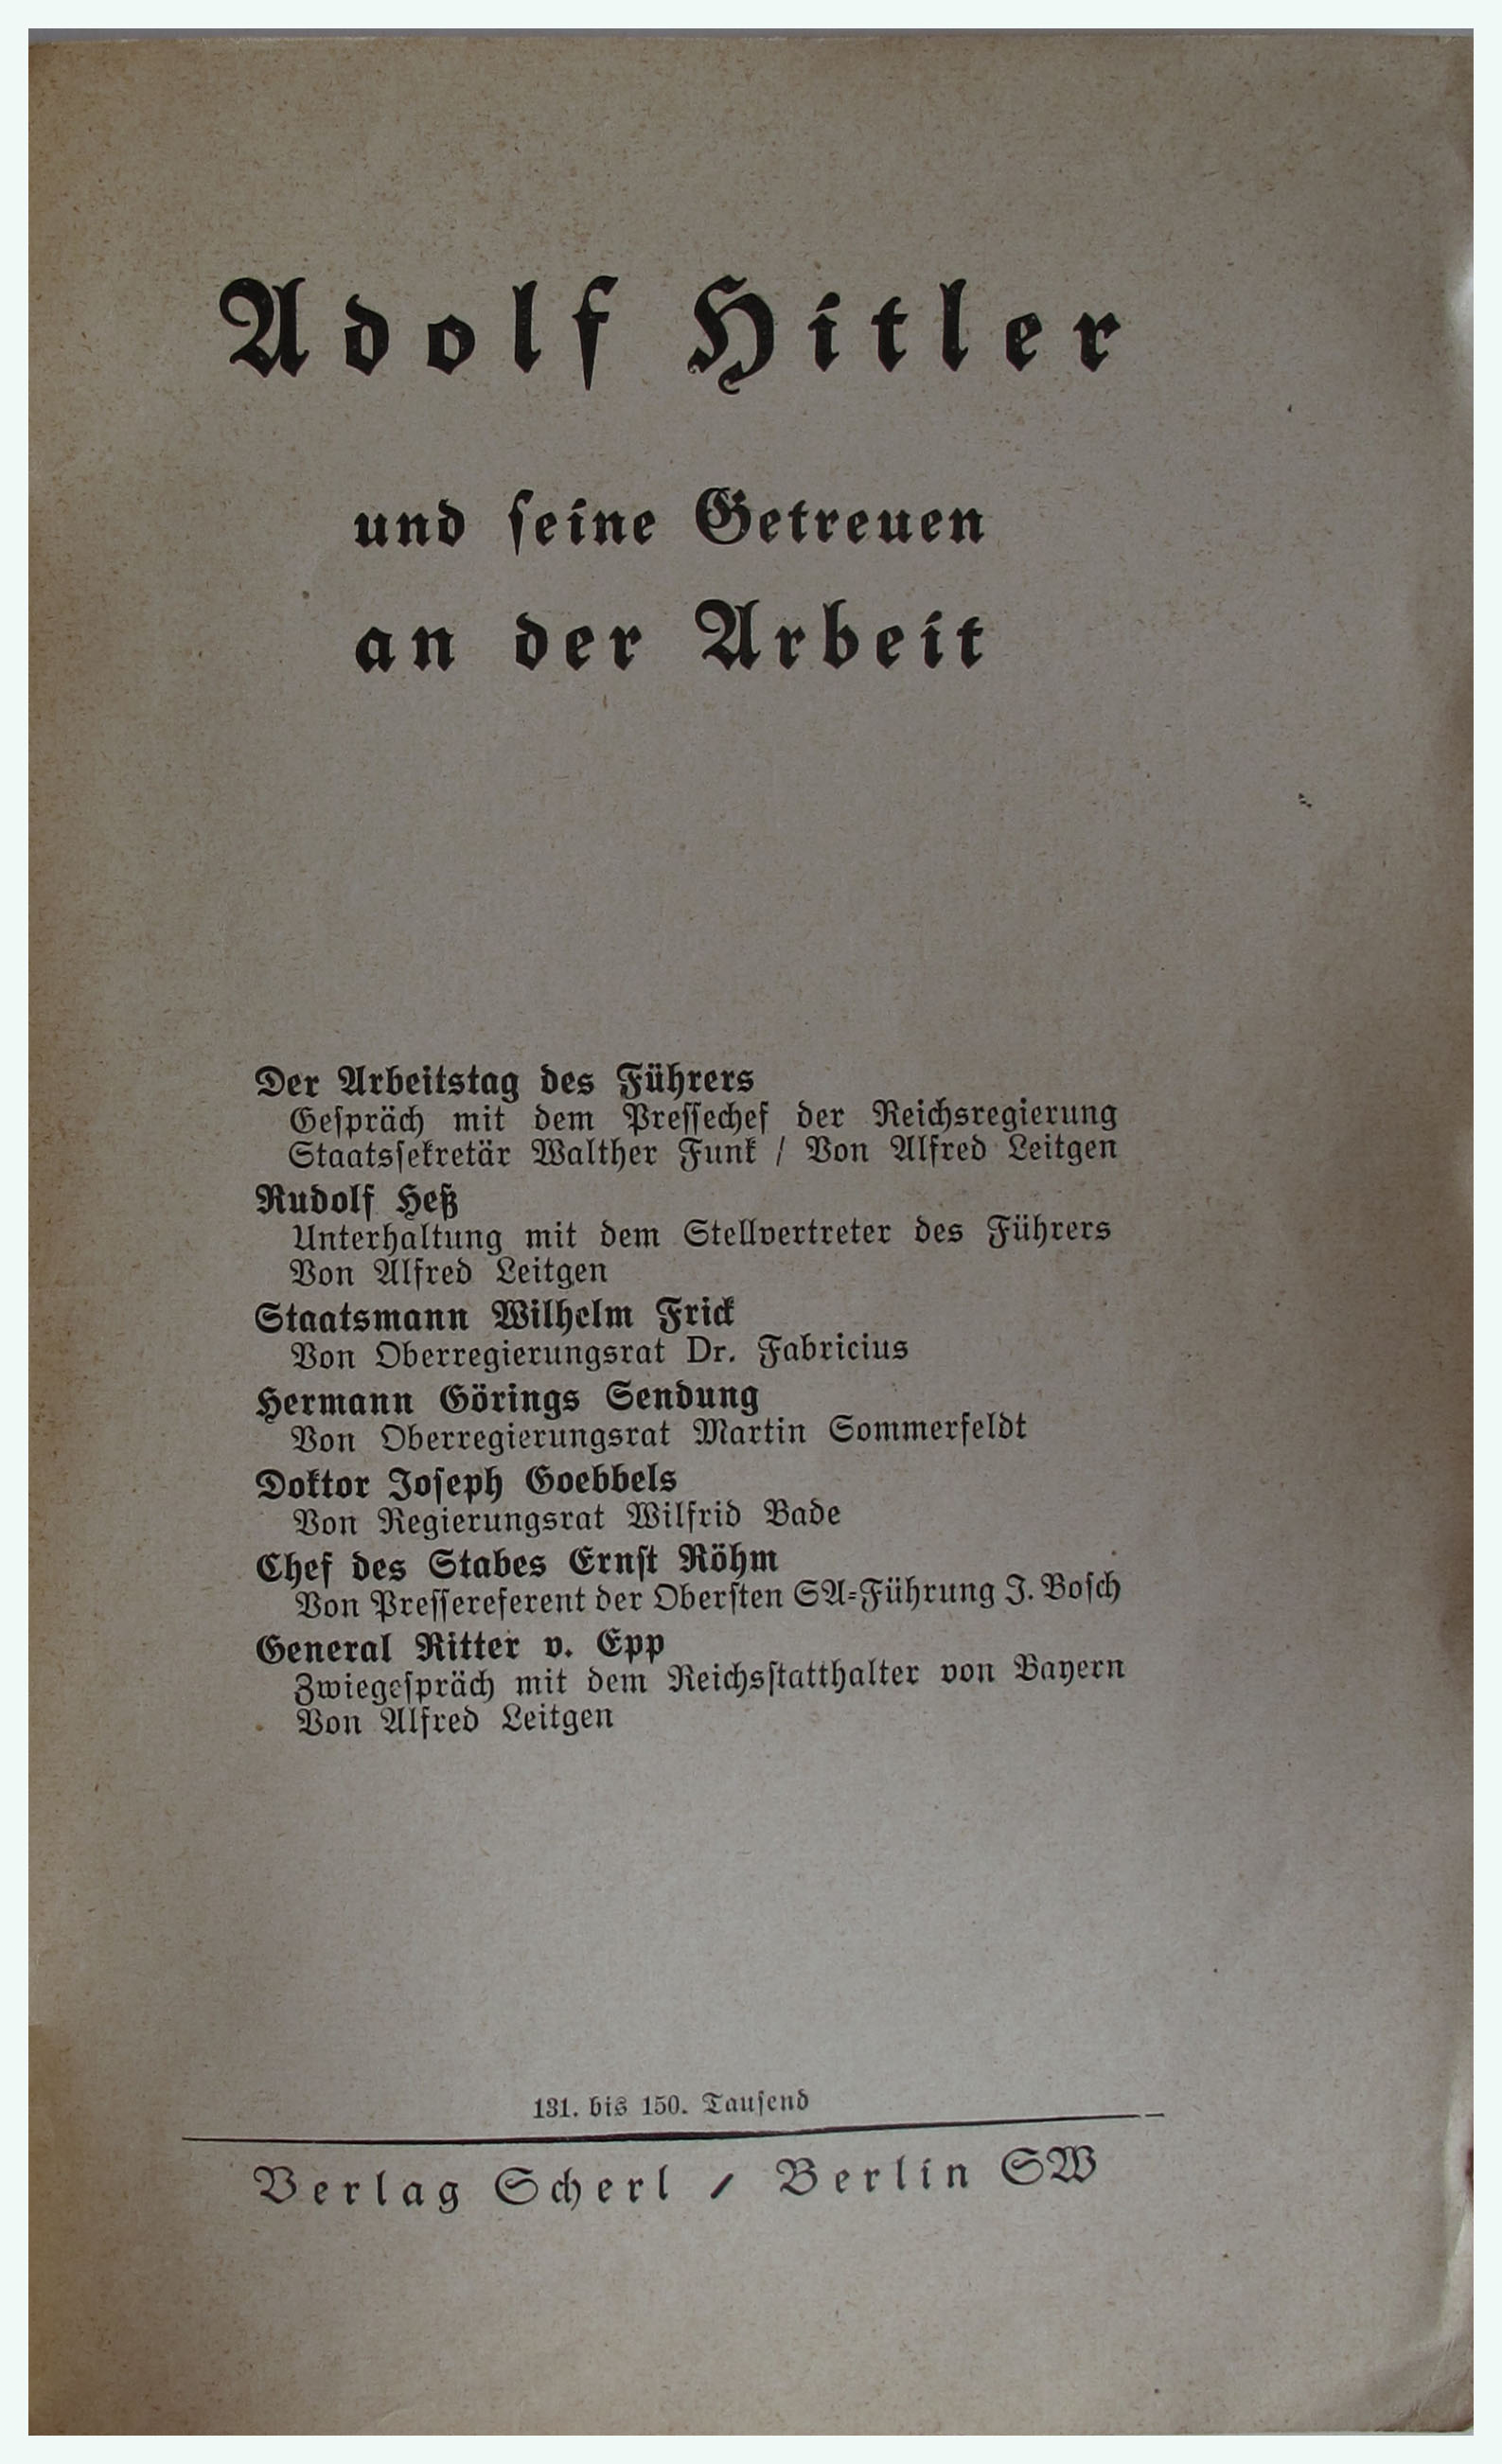 Adolf Hitler
und ſeine Getreuen
an der Arbeit
Der Arbeitstag des Führers
Geſpräch mit dem Preſſechef der Reichsregierung
Staatsſekretär Walther Funk / Von Alfred Leitgen
Rudolf Heß
Unterhaltung mit dem Stellvertreter des Führers
Von Alfred Leitgen
Staatsmann Wilhelm Frick
Von Oberregierungsrat Dr. Fabricius
Hermann Görings Sendung
Von Oberregierungsrat Martin Sommerfeldt
Doktor Joſeph Goebbels
Von Regierungsrat Wilfrid Bade
Chef des Stabes Ernſt Röhm
Von Preſſereferent der Oberſten SA-Führung J. Boſch
General Ritter v. Epp
Zwiegeſpräch mit dem Reichsſtatthalter von Bayern
Von Alfred Leitgen
131. bis 150. Tauſend
Verlag Scherl / Berlin SW